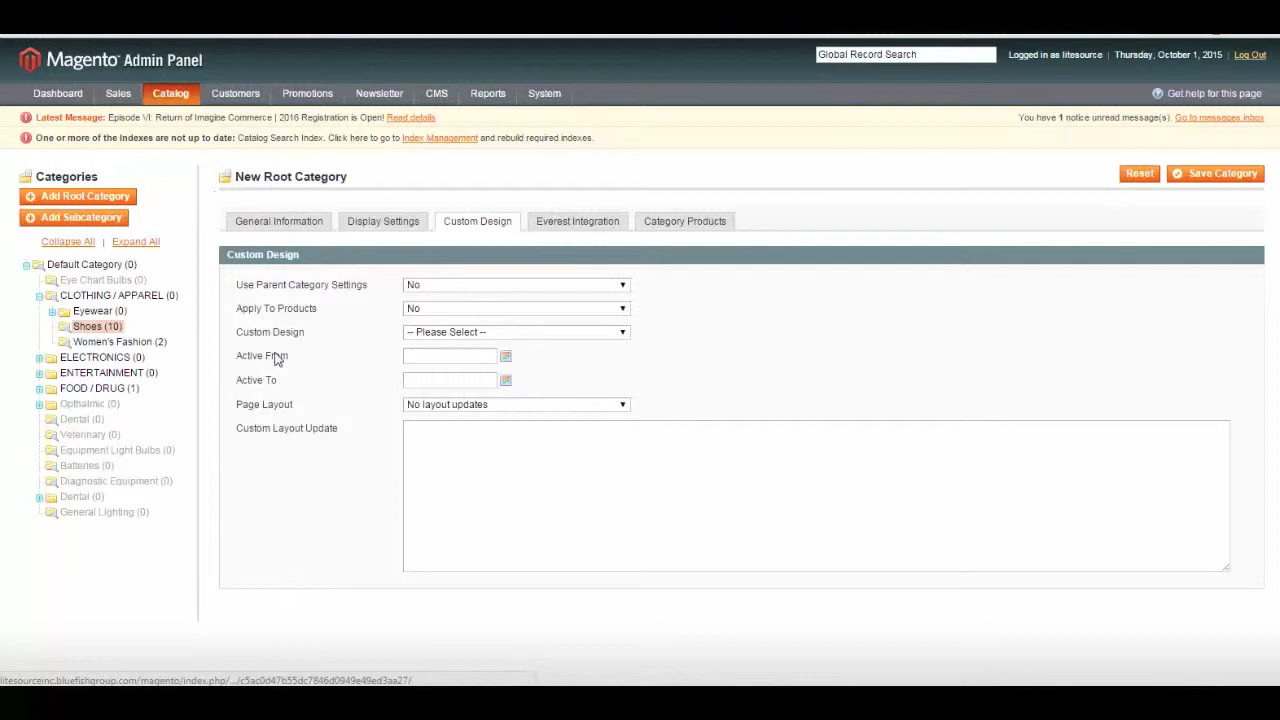 Magento Admin Panel
Global Record Search
Logged in as litesource | Thursday, October 1, 2015 | Log Out
Dashboard Sales Catalog Customers Promotions Newsletter CMS Reports System
Get help for this page
Latest Message: Episode VI: Return of Imagine Commerce | 2016 Registration is Open! Read details
You have 1 notice unread message(s). Go to messages inbox
One or more of the Indexes are not up to date: Catalog Search Index. Click here to go to Index Management and rebuild required indexes.
Categories
Add Root Category
Add Subcategory
Collapse All | Expand All
Default Category (0)
Eye Chart Bulbs (0)
CLOTHING / APPAREL (0)
Eyewear (0)
Shoes (10)
Women's Fashion (2)
ELECTRONICS (0)
ENTERTAINMENT (0)
FOOD / DRUG (1)
Opthalmic (0)
Dental (0)
Veterinary (0)
Equipment Light Bulbs (0)
Batteries (0)
Diagnostic Equipment (0)
Dental (0)
General Lighting (0)
New Root Category
Reset
Save Category
General Information
Display Settings
Custom Design
Everest Integration
Category Products
Custom Design
Use Parent Category Settings No
Apply To Products No
Custom Design -- Please Select --
Active From
Active To
Page Layout No layout updates
Custom Layout Update
litesourceinc.bluefishgroup.com/magento/index.php/.../c5ac0d47b55dc7846d0949e49ed3aa27/